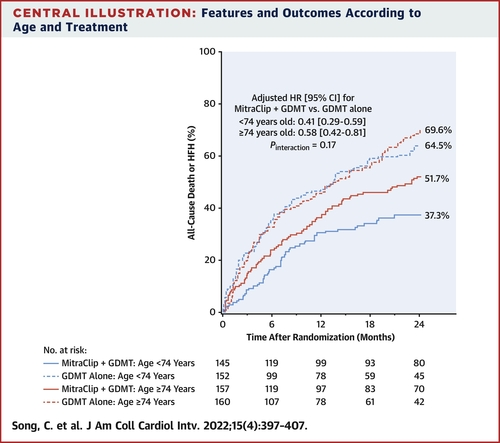 CENTRAL ILLUSTRATION: Features and Outcomes According to
Age and Treatment
All-Cause Death or HFH (%)
100
80
60
40
20
0
Adjusted HR [95% CI] for
MitraClip + GDMT vs. GDMT alone
<74 years old: 0.41 [0.29-0.59]
≥74 years old: 0.58 [0.42-0.81]
Pinteraction = 0.17
69.6%
64.5%
51.7%
37.3%
0 6 12 18 24
Time After Randomization (Months)
No. at risk:
MitraClip + GDMT: Age <74 Years 145 119 99 93 80
GDMT Alone: Age <74 Years 152 99 78 59 45
MitraClip + GDMT: Age ≥74 Years 157 119 97 83 70
GDMT Alone: Age ≥74 Years 160 107 78 61 42
Song, C. et al. J Am Coll Cardiol Intv. 2022;15(4):397–407.